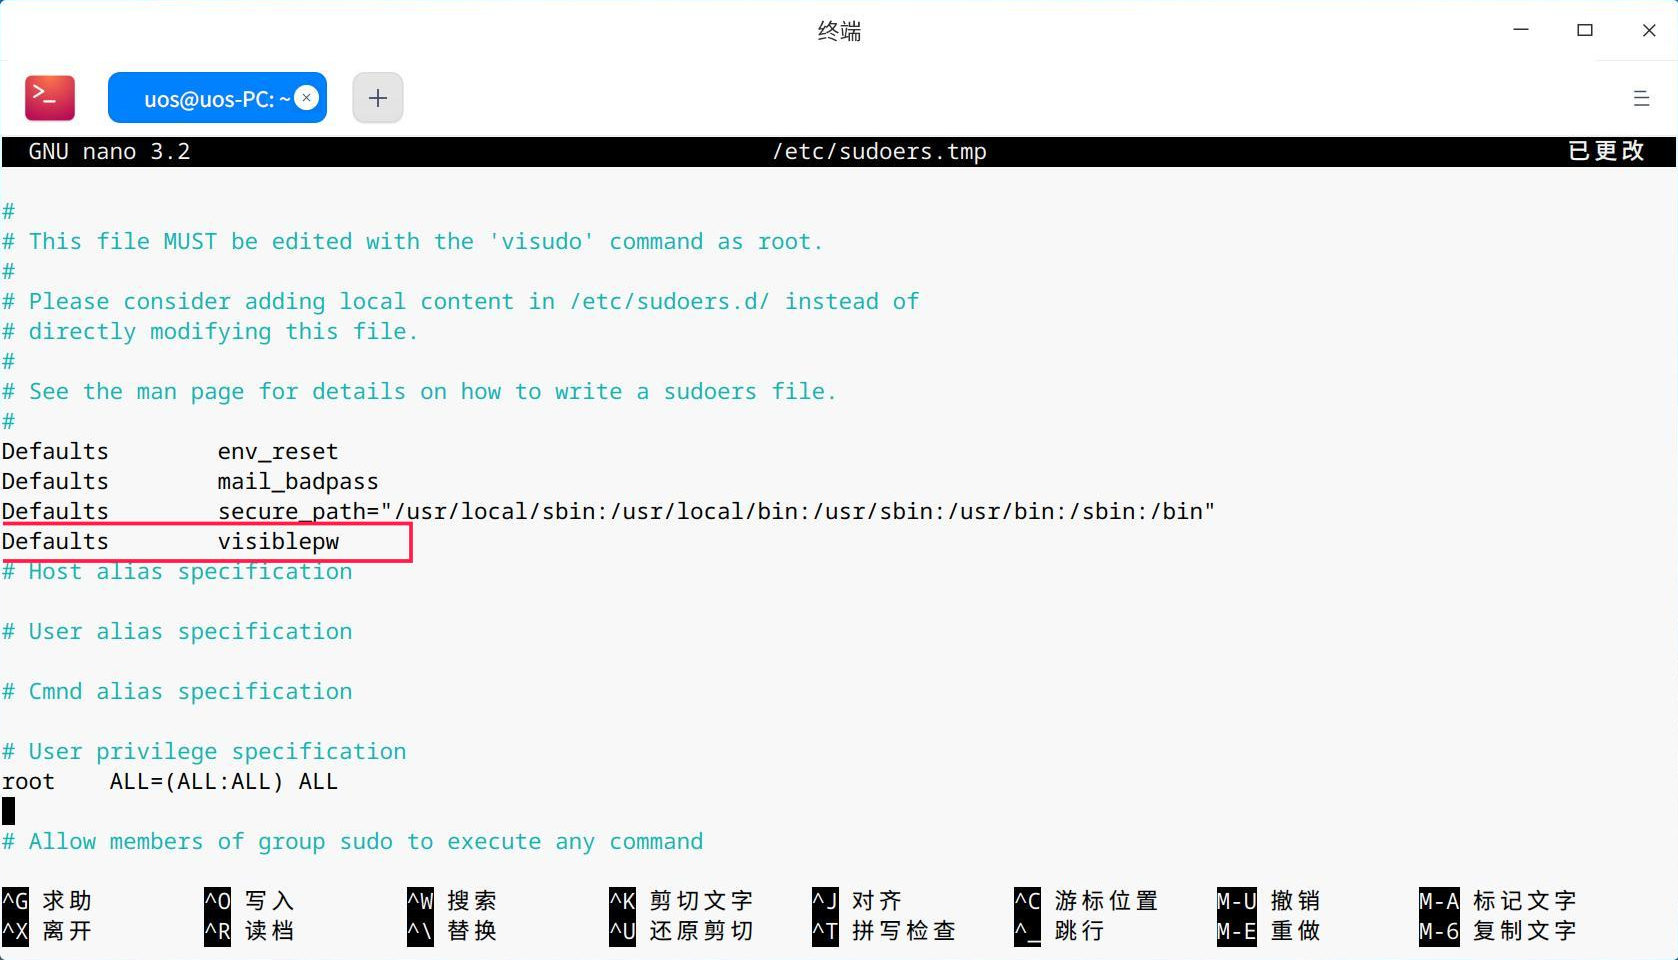 终端
uos@uos-PC: ~
GNU nano 3.2 /etc/sudoers.tmp 已更改
#
# This file MUST be edited with the 'visudo' command as root.
#
# Please consider adding local content in /etc/sudoers.d/ instead of
# directly modifying this file.
#
# See the man page for details on how to write a sudoers file.
#
Defaults env_reset
Defaults mail_badpass
Defaults secure_path="/usr/local/sbin:/usr/local/bin:/usr/sbin:/usr/bin:/sbin:/bin"
Defaults visiblepw
# Host alias specification
# User alias specification
# Cmnd alias specification
# User privilege specification
root ALL=(ALL:ALL) ALL
# Allow members of group sudo to execute any command
^G 求助 ^O 写入 ^W 搜索 ^K 剪切文字 ^J 对齐 ^C 游标位置 M-U 撤销 M-A 标记文字
^X 离开 ^R 读档 ^\ 替换 ^U 还原剪切 ^T 拼写检查 ^_ 跳行 M-E 重做 M-6 复制文字